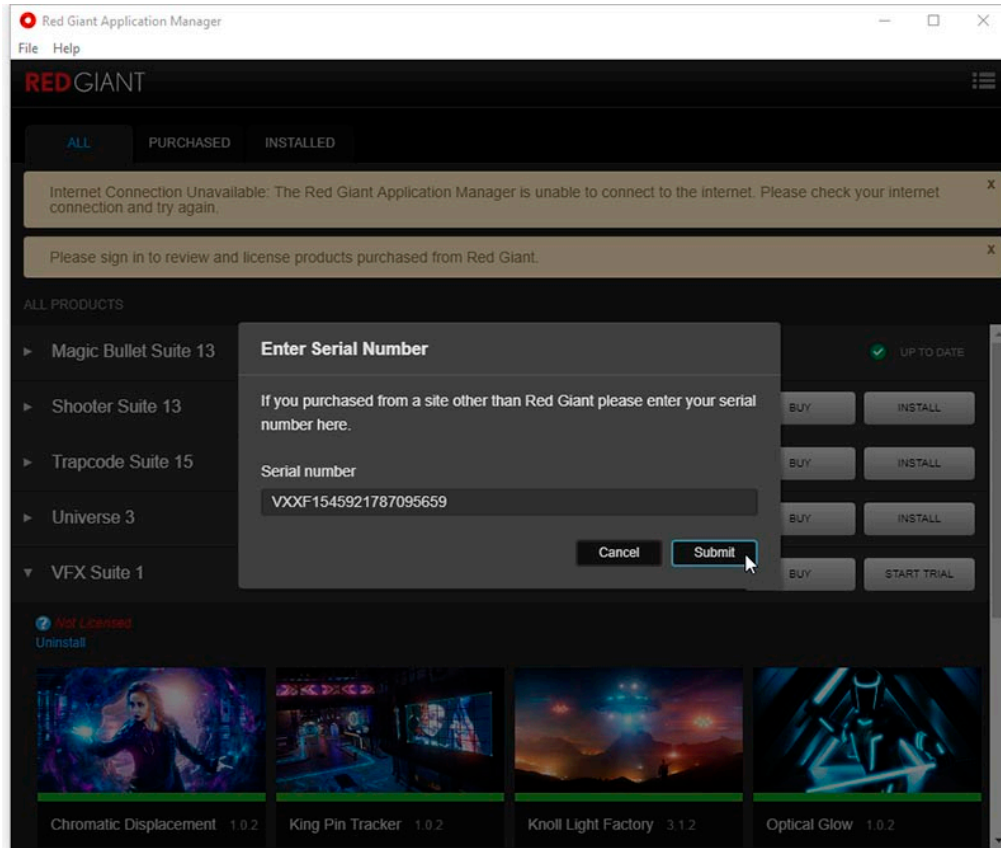 Red Giant Application Manager
File Help
REDGIANT
ALL PURCHASED INSTALLED
Internet Connection Unavailable: The Red Giant Application Manager is unable to connect to the internet. Please check your internet x
connection and try again.
Please sign in to review and license products purchased from Red Giant. x
ALL PRODUCTS
Magic Bullet Suite 13 UP TO DATE
Enter Serial Number
If you purchased from a site other than Red Giant please enter your serial
number here.
Serial number
VXXF1545921787095659
Cancel Submit
Shooter Suite 13 BUY INSTALL
Trapcode Suite 15 BUY INSTALL
Universe 3 BUY INSTALL
VFX Suite 1 BUY START TRIAL
? Not Licensed
Uninstall
Chromatic Displacement 1.0.2 King Pin Tracker 1.0.2 Knoll Light Factory 3.1.2 Optical Glow 1.0.2